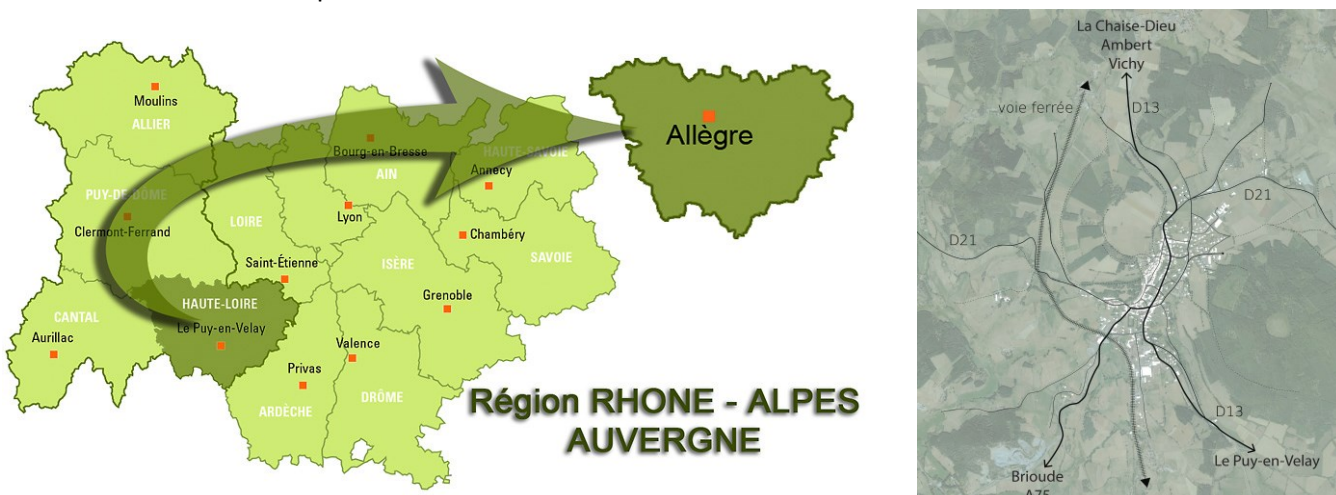 Moulins
ALLIER
Bourg-en-Bresse
AIN
HAUTE-SAVOIE
Annecy
PUY-DE-DÔME
Clermont-Ferrand
LOIRE
Lyon
Chambéry
SAVOIE
Saint-Étienne
ISÈRE
HAUTE-LOIRE
Grenoble
CANTAL
Le Puy-en-Velay
Aurillac
Valence
Privas
DRÔME
ARDÈCHE
Région RHONE - ALPES
AUVERGNE
Allègre
La Chaise-Dieu
Ambert
Vichy
voie ferrée
D13
D21
D21
D13
Le Puy-en-Velay
Brioude
A75